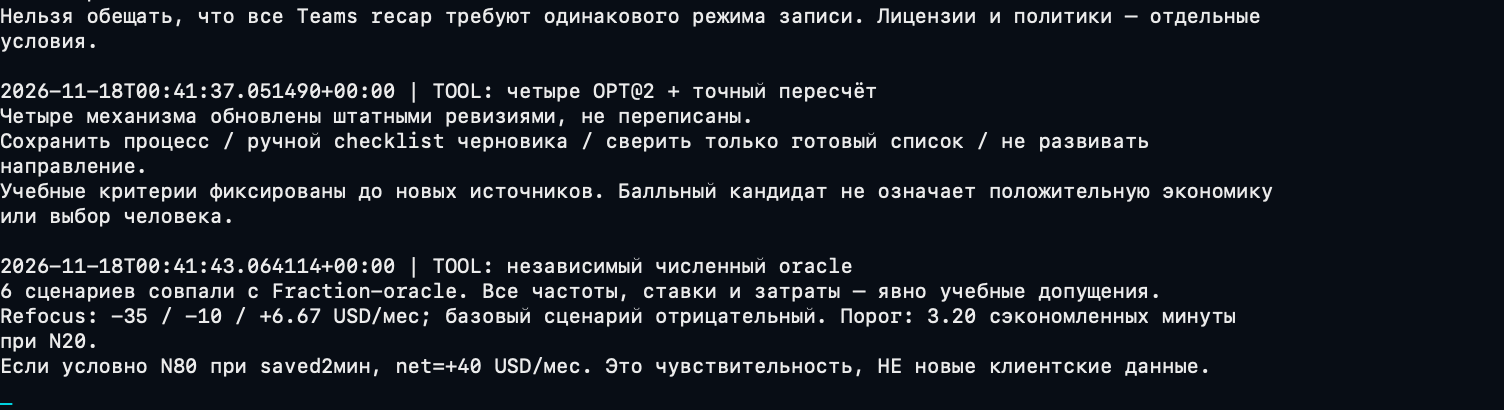 Нельзя обещать, что все Teams recap требуют одинакового режима записи. Лицензии и политики — отдельные
условия.
2026-11-18T00:41:37.051490+00:00 | TOOL: четыре OPT@2 + точный пересчёт
Четыре механизма обновлены штатными ревизиями, не переписаны.
Сохранить процесс / ручной checklist черновика / сверить только готовый список / не развивать
направление.
Учебные критерии фиксированы до новых источников. Балльный кандидат не означает положительную экономику
или выбор человека.
2026-11-18T00:41:43.064114+00:00 | TOOL: независимый численный oracle
6 сценариев совпали с Fraction-oracle. Все частоты, ставки и затраты — явно учебные допущения.
Refocus: −35 / −10 / +6.67 USD/мес; базовый сценарий отрицательный. Порог: 3.20 сэкономленных минуты
при N20.
Если условно N80 при saved2мин, net=+40 USD/мес. Это чувствительность, НЕ новые клиентские данные.